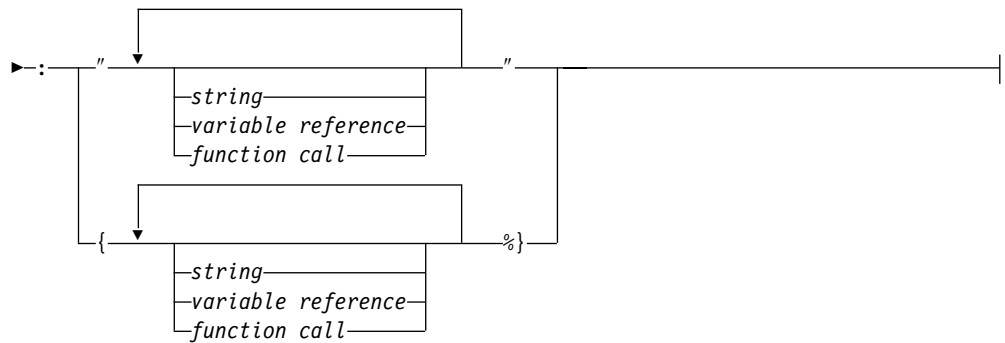 : " "
string
variable reference
function call
{ %}
string
variable reference
function call